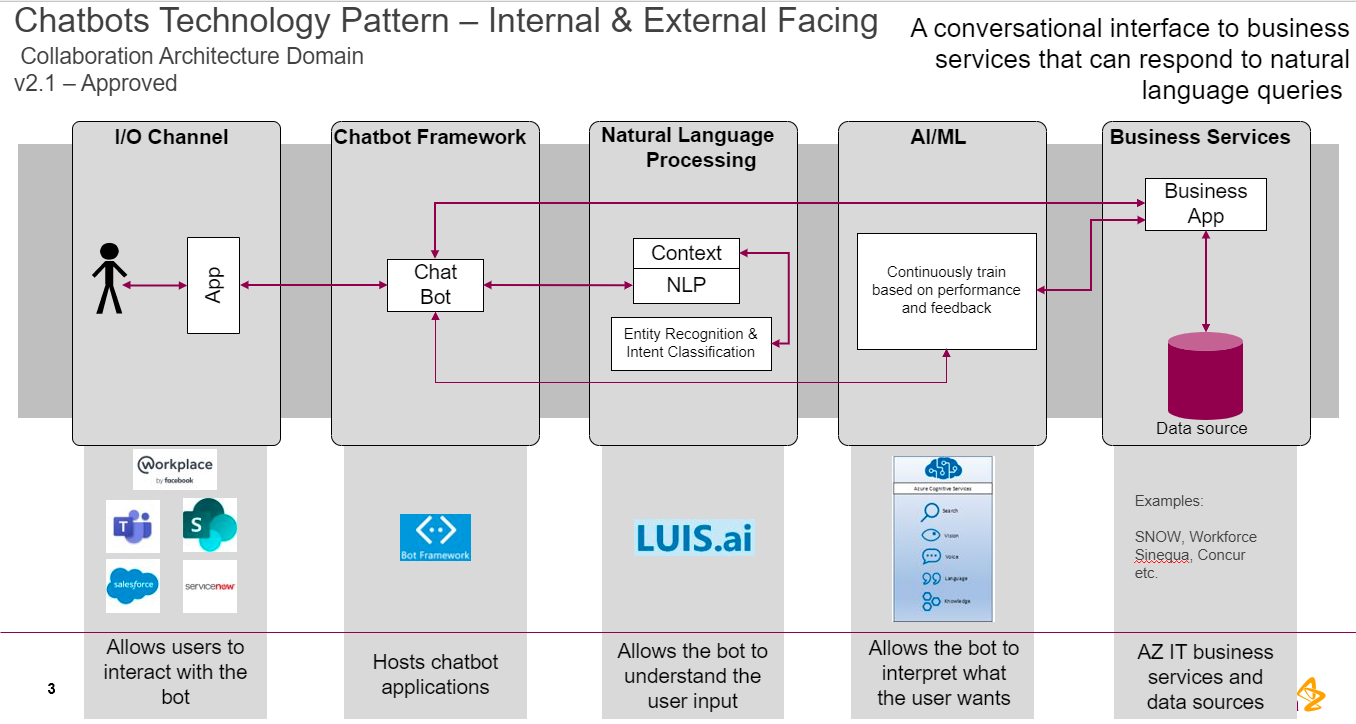 Chatbots Technology Pattern – Internal & External Facing
Collaboration Architecture Domain
v2.1 – Approved
A conversational interface to business
services that can respond to natural
language queries
I/O Channel
App
Chatbot Framework
Chat
Bot
Natural Language
Processing
Context
NLP
Entity Recognition &
Intent Classification
AI/ML
Continuously train
based on performance
and feedback
Business Services
Business
App
Data source
workplace
by facebook
T
S
salesforce
servicenow
Bot Framework
LUIS.ai
Azure Cognitive Services
Search
Vision
Voice
Language
Knowledge
Examples:
SNOW, Workforce
Sinequa, Concur
etc.
Allows users to
interact with the
bot
Hosts chatbot
applications
Allows the bot to
understand the
user input
Allows the bot to
interpret what
the user wants
AZ IT business
services and
data sources
3